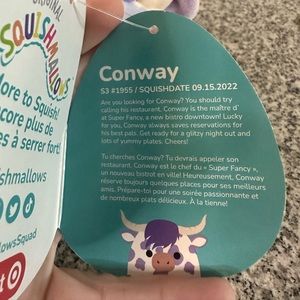 ORIGINAL
SQUISHMALLOWS
More to Squish!
ncore plus de
es à serrer fort!
ishmallows
lowsSquad
Conway
S3 #1955 / SQUISHDATE 09.15.2022
Are you looking for Conway? You should try
calling his restaurant. Conway is the maître d'
at Super Fancy, a new bistro downtown! Lucky
for you, Conway always saves reservations for
his best pals. Get ready for a glitzy night out and
lots of yummy plates. Cheers!
Tu cherches Conway? Tu devrais appeler son
restaurant. Conway est le chef du « Super Fancy »,
un nouveau bistro en ville! Heureusement, Conway
réserve toujours quelques places pour ses meilleurs
amis. Prépare-toi pour une soirée passionnante et
de nombreux plats délicieux. À la tienne!